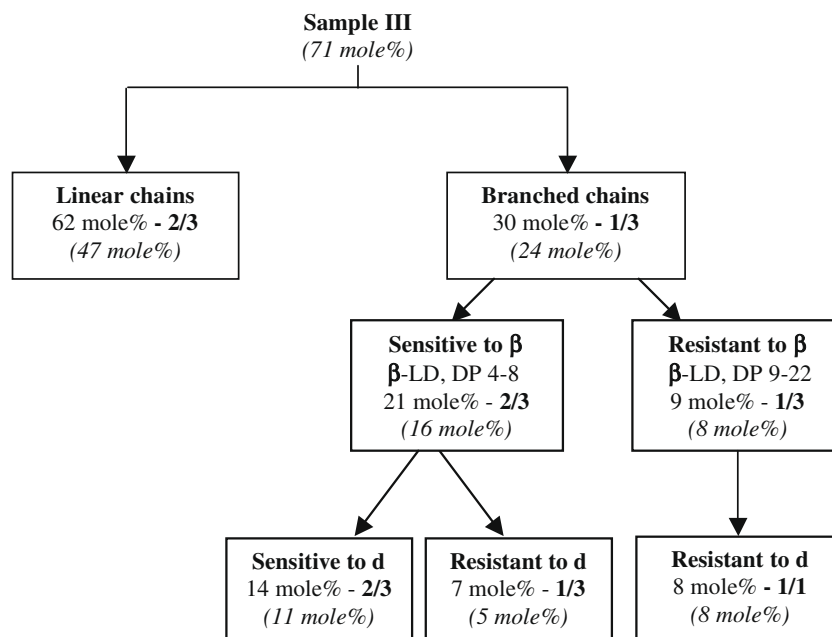 Sample III
(71 mole%)
Linear chains
62 mole% - 2/3
(47 mole%)
Branched chains
30 mole% - 1/3
(24 mole%)
Sensitive to β
β-LD, DP 4-8
21 mole% - 2/3
(16 mole%)
Resistant to β
β-LD, DP 9-22
9 mole% - 1/3
(8 mole%)
Sensitive to d
14 mole% - 2/3
(11 mole%)
Resistant to d
7 mole% - 1/3
(5 mole%)
Resistant to d
8 mole% - 1/1
(8 mole%)